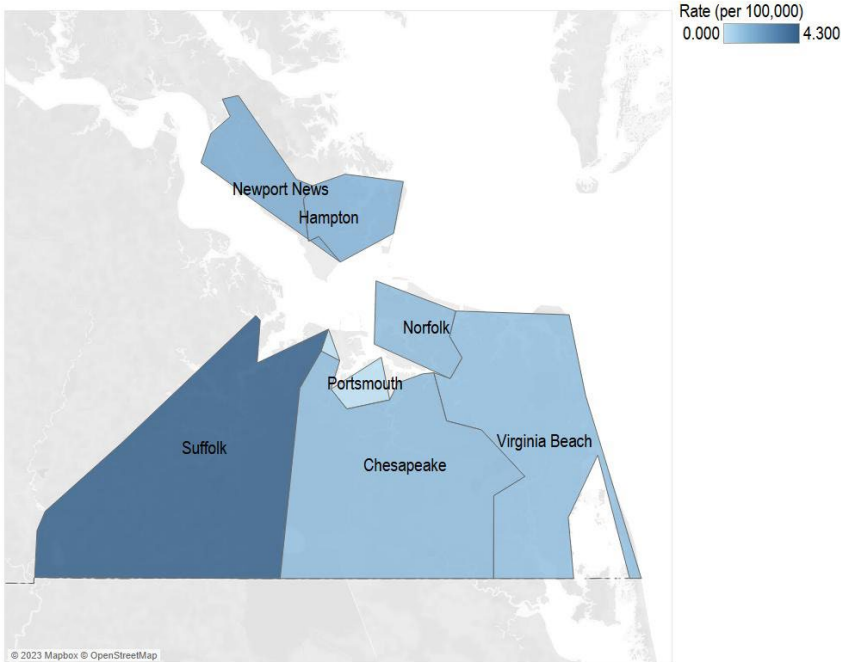 Rate (per 100,000)
0.000 4.300
Newport News
Hampton
Norfolk
Portsmouth
Virginia Beach
Suffolk
Chesapeake
© 2023 Mapbox © OpenStreetMap